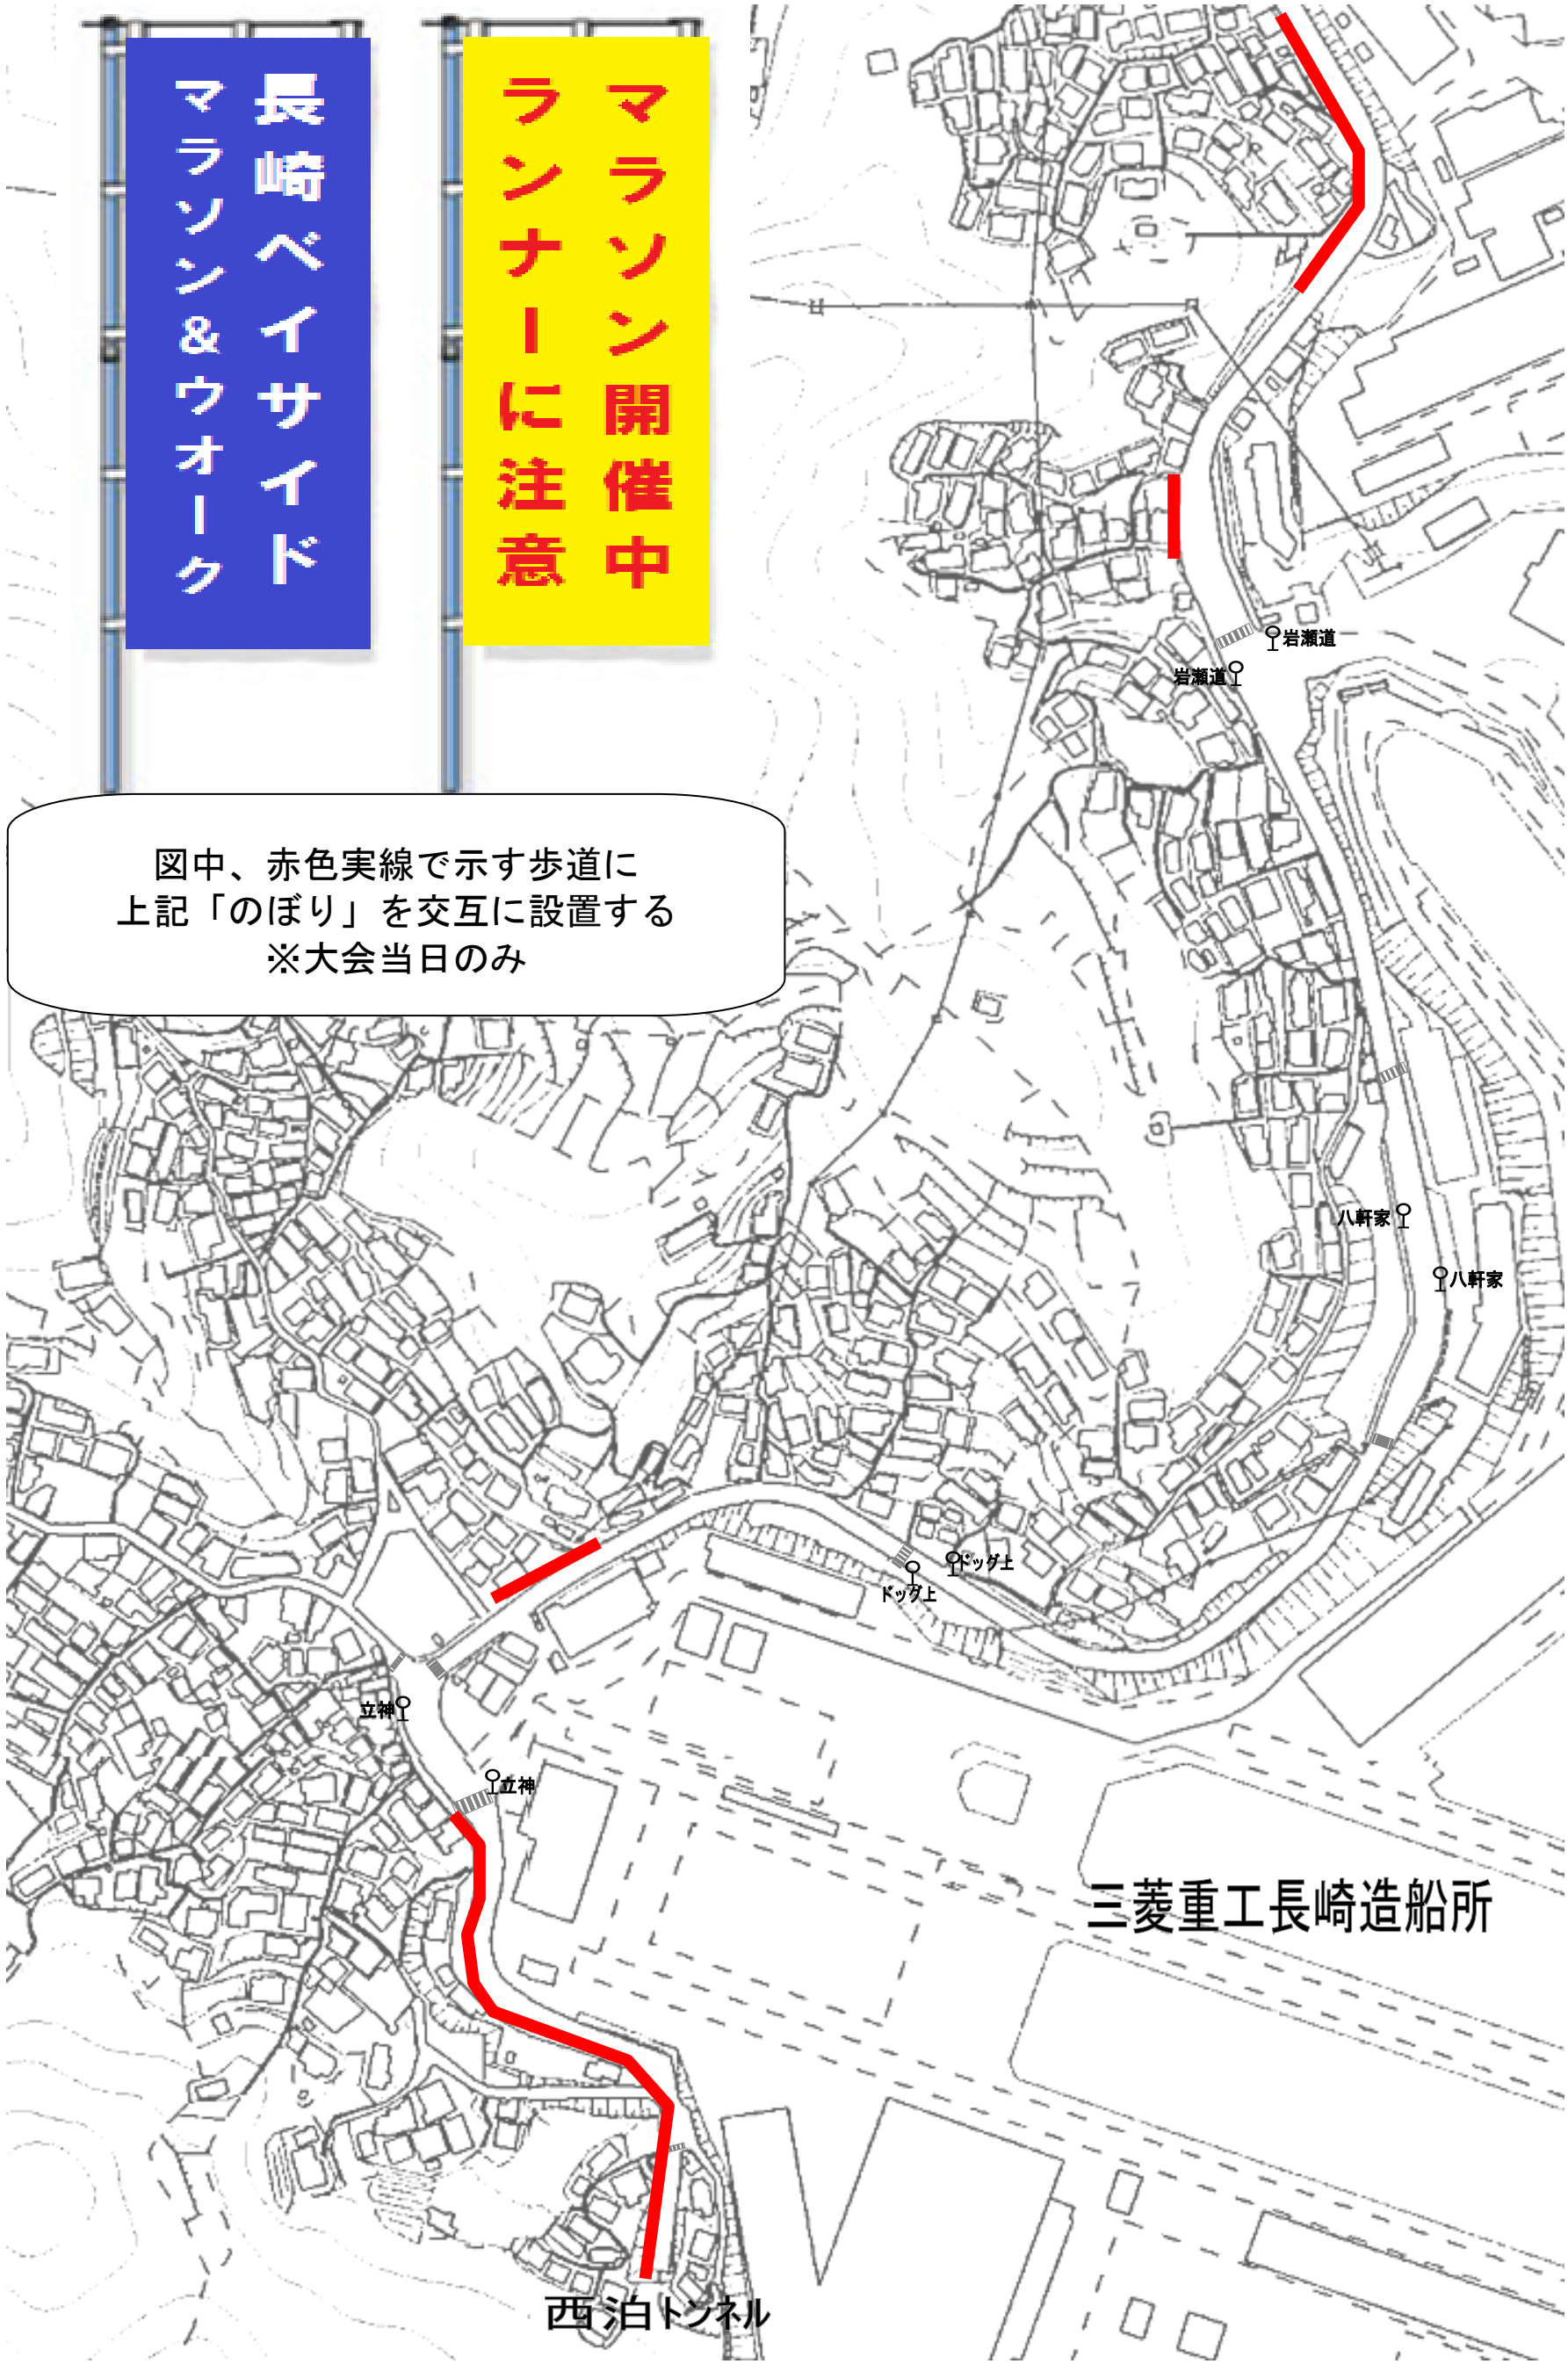 長崎ベイサイド
マラソン&ウオーク
マラソン開催中
ランナーに注意
図中、赤色実線で示す歩道に
上記「のぼり」を交互に設置する
※大会当日のみ
岩瀬道
岩瀬道
八軒家
八軒家
ドッグ上
ドッグ上
立神
立神
三菱重工長崎造船所
西泊トンネル